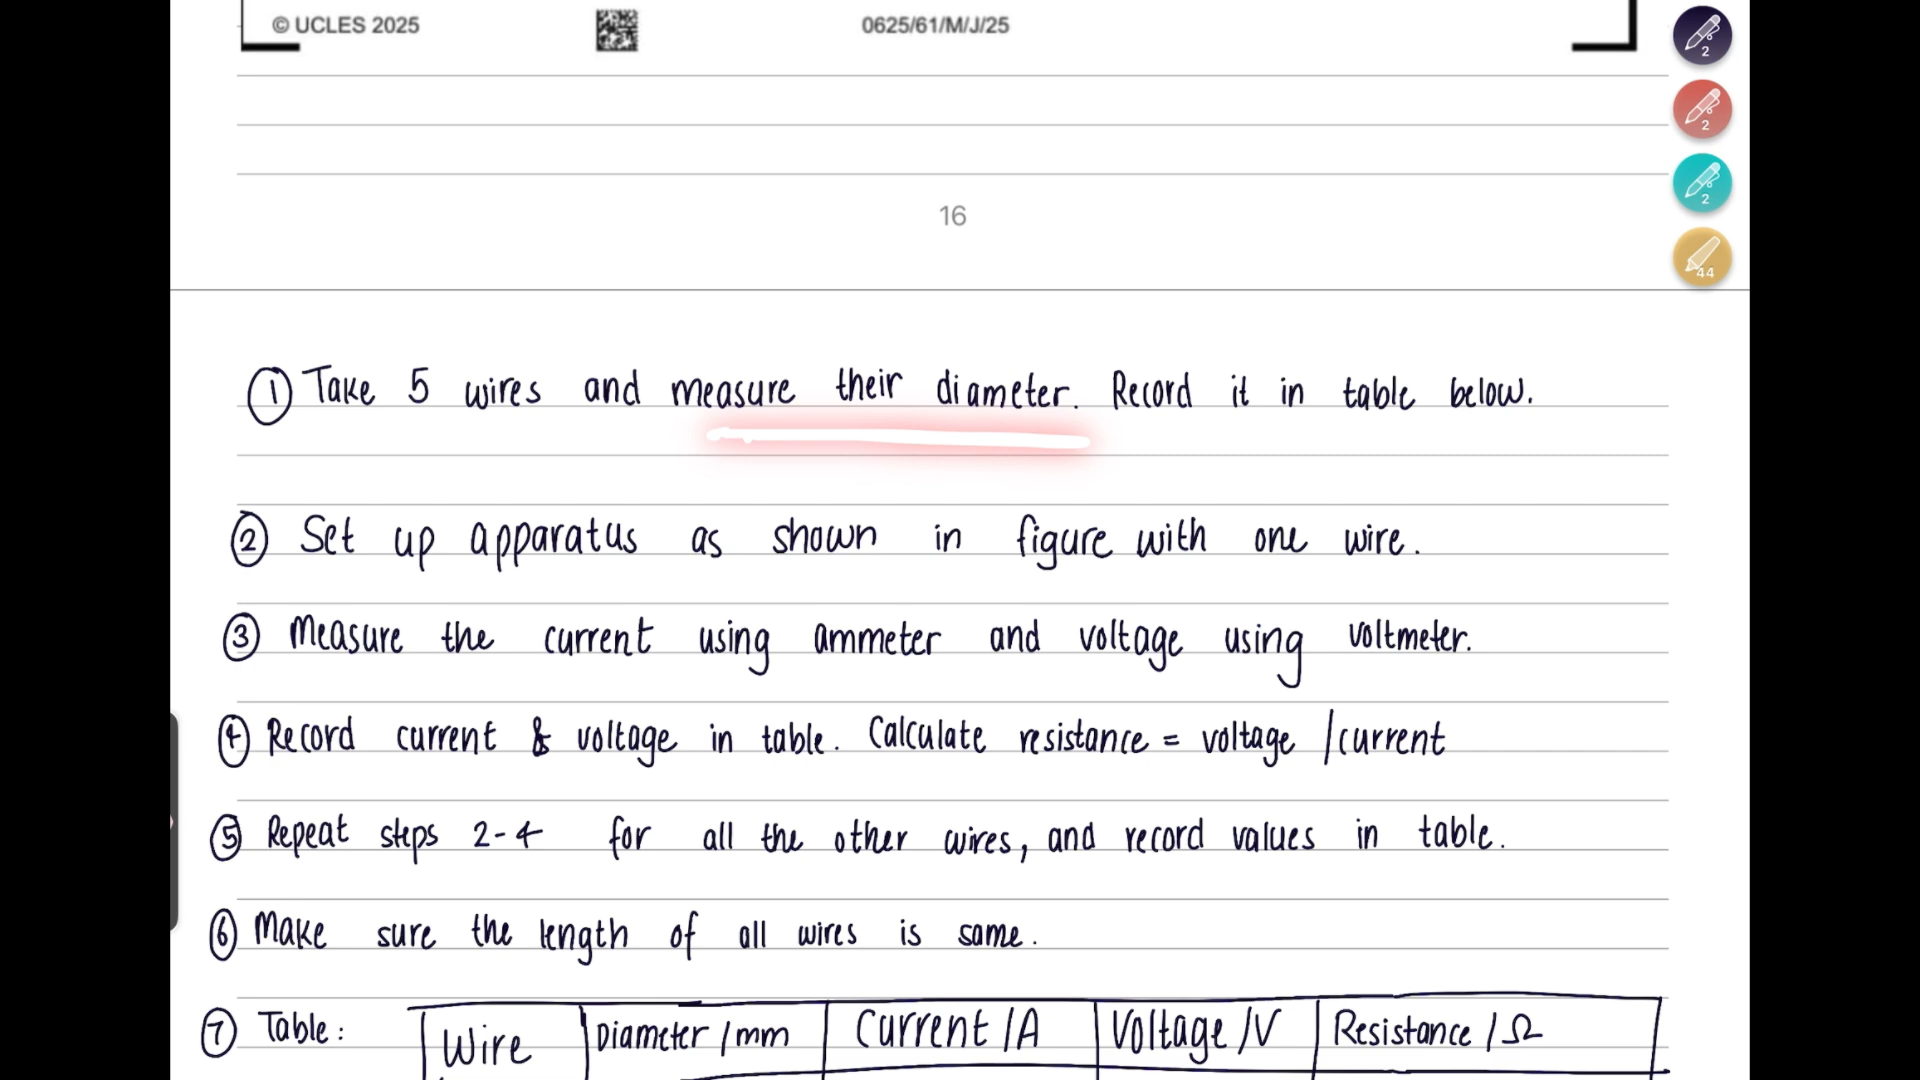 © UCLES 2025 0625/61/M/J/25
2
2
2
44
16
① Take 5 wires and measure their diameter. Record it in table below.
② Set up apparatus as shown in figure with one wire.
③ Measure the current using ammeter and voltage using voltmeter.
④ Record current & voltage in table. Calculate resistance = voltage /current
⑤ Repeat steps 2-4 for all the other wires, and record values in table.
⑥ Make sure the length of all wires is same.
⑦ Table: Wire Diameter /mm Current /A Voltage /V Resistance /Ω